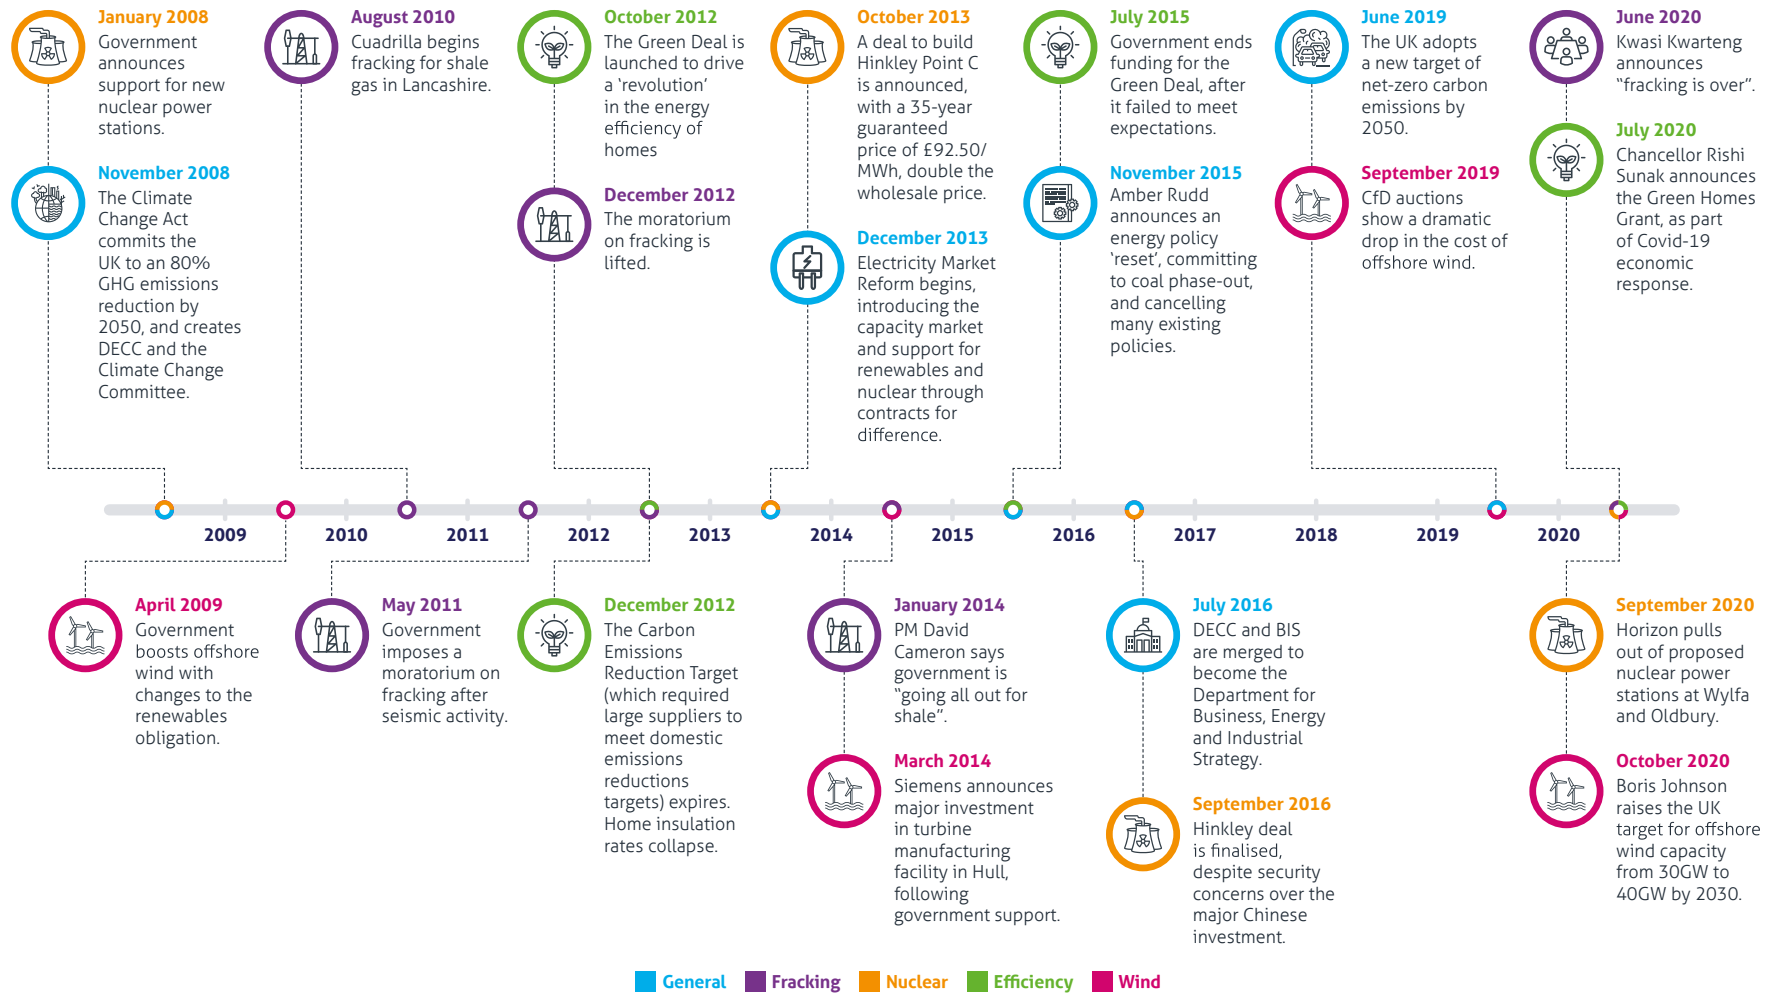 January 2008
Government
announces
support for new
nuclear power
stations.
November 2008
The Climate
Change Act
commits the
UK to an 80%
GHG emissions
reduction by
2050, and creates
DECC and the
Climate Change
Committee.
August 2010
Cuadrilla begins
fracking for shale
gas in Lancashire.
October 2012
The Green Deal is
launched to drive
a ‘revolution’
in the energy
efficiency of
homes
December 2012
The moratorium
on fracking is
lifted.
October 2013
A deal to build
Hinkley Point C
is announced,
with a 35-year
guaranteed
price of £92.50/
MWh, double the
wholesale price.
December 2013
Electricity Market
Reform begins,
introducing the
capacity market
and support for
renewables and
nuclear through
contracts for
difference.
July 2015
Government ends
funding for the
Green Deal, after
it failed to meet
expectations.
November 2015
Amber Rudd
announces an
energy policy
‘reset’, committing
to coal phase-out,
and cancelling
many existing
policies.
June 2019
The UK adopts
a new target of
net-zero carbon
emissions by
2050.
September 2019
CfD auctions
show a dramatic
drop in the cost of
offshore wind.
June 2020
Kwasi Kwarteng
announces
“fracking is over”.
July 2020
Chancellor Rishi
Sunak announces
the Green Homes
Grant, as part
of Covid-19
economic
response.
2009
2010
2011
2012
2013
2014
2015
2016
2017
2018
2019
2020
April 2009
Government
boosts offshore
wind with
changes to the
renewables
obligation.
May 2011
Government
imposes a
moratorium on
fracking after
seismic activity.
December 2012
The Carbon
Emissions
Reduction Target
(which required
large suppliers to
meet domestic
emissions
reductions
targets) expires.
Home insulation
rates collapse.
January 2014
PM David
Cameron says
government is
“going all out for
shale”.
March 2014
Siemens announces
major investment
in turbine
manufacturing
facility in Hull,
following
government support.
July 2016
DECC and BIS
are merged to
become the
Department for
Business, Energy
and Industrial
Strategy.
September 2016
Hinkley deal
is finalised,
despite security
concerns over the
major Chinese
investment.
September 2020
Horizon pulls
out of proposed
nuclear power
stations at Wylfa
and Oldbury.
October 2020
Boris Johnson
raises the UK
target for offshore
wind capacity
from 30GW to
40GW by 2030.
General
Fracking
Nuclear
Efficiency
Wind